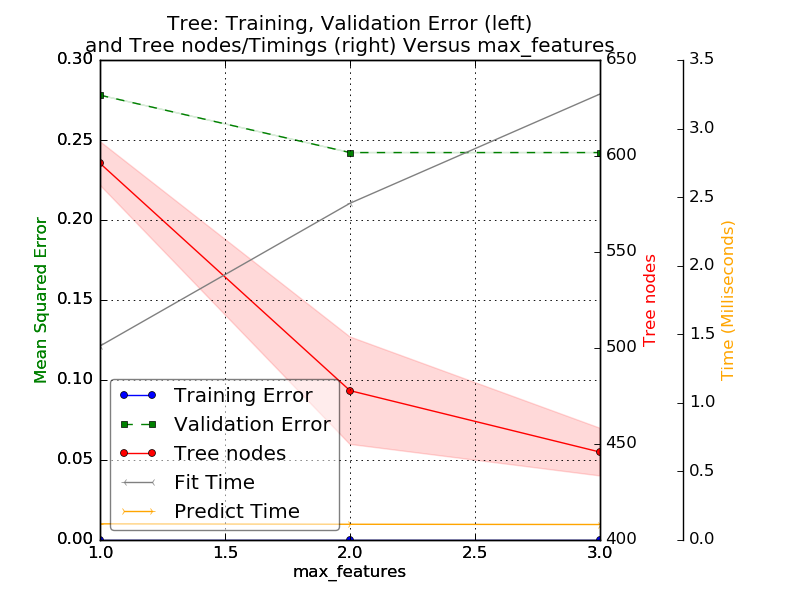 Tree: Training, Validation Error (left)
and Tree nodes/Timings (right) Versus max_features
0.30
0.25
0.20
0.15
0.10
0.05
0.00
Mean Squared Error
1.0
1.5
2.0
2.5
3.0
max_features
Training Error
Validation Error
Tree nodes
Fit Time
Predict Time
650
600
550
500
450
400
Tree nodes
3.5
3.0
2.5
2.0
1.5
1.0
0.5
0.0
Time (Milliseconds)